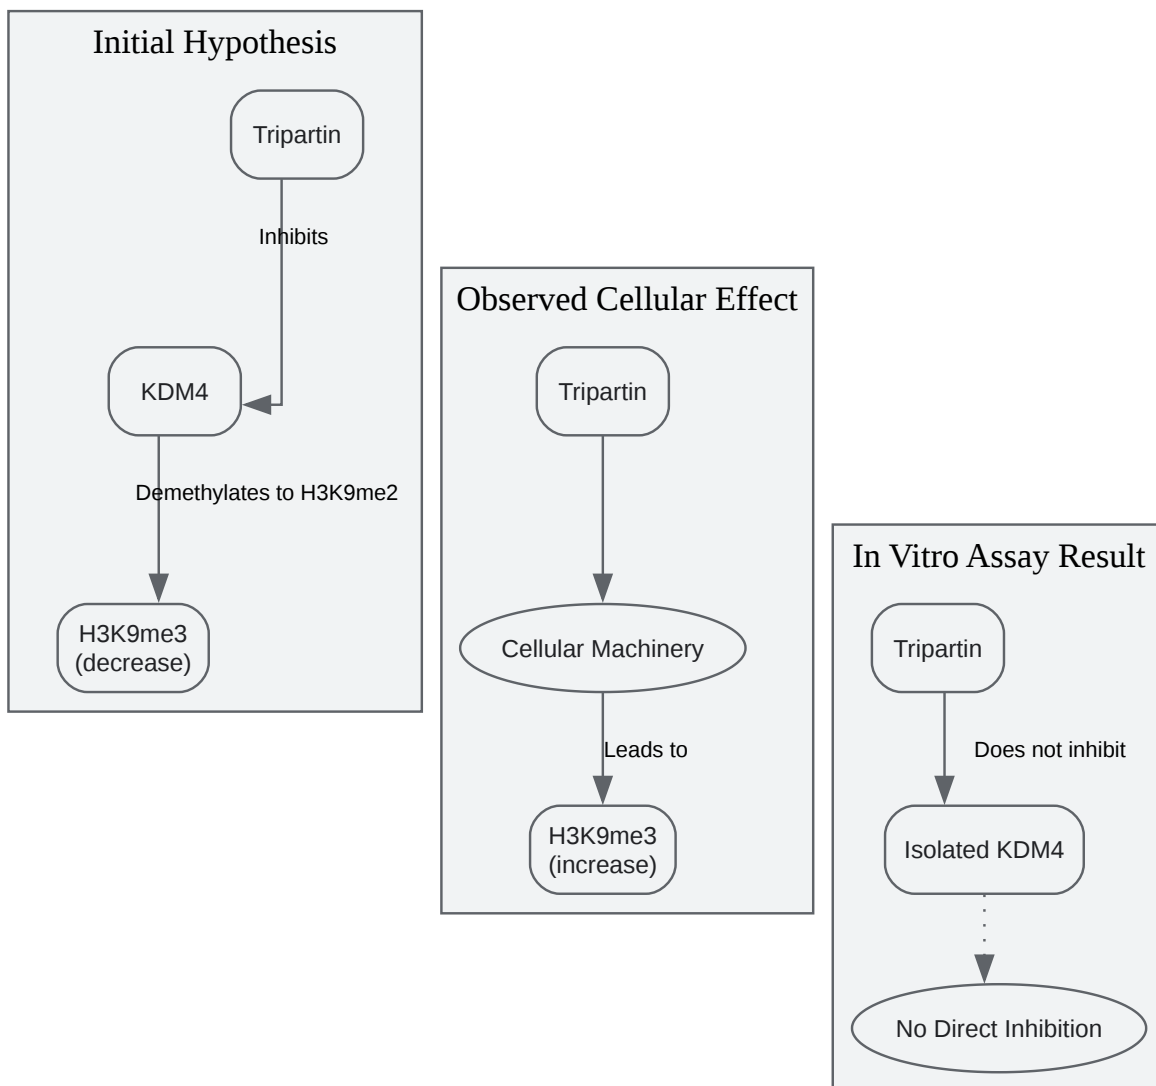 Initial Hypothesis
Tripartin
Inhibits
KDM4
Demethylates to H3K9me2
H3K9me3
(decrease)
Observed Cellular Effect
Tripartin
Cellular Machinery
Leads to
H3K9me3
(increase)
In Vitro Assay Result
Tripartin
Does not inhibit
Isolated KDM4
No Direct Inhibition